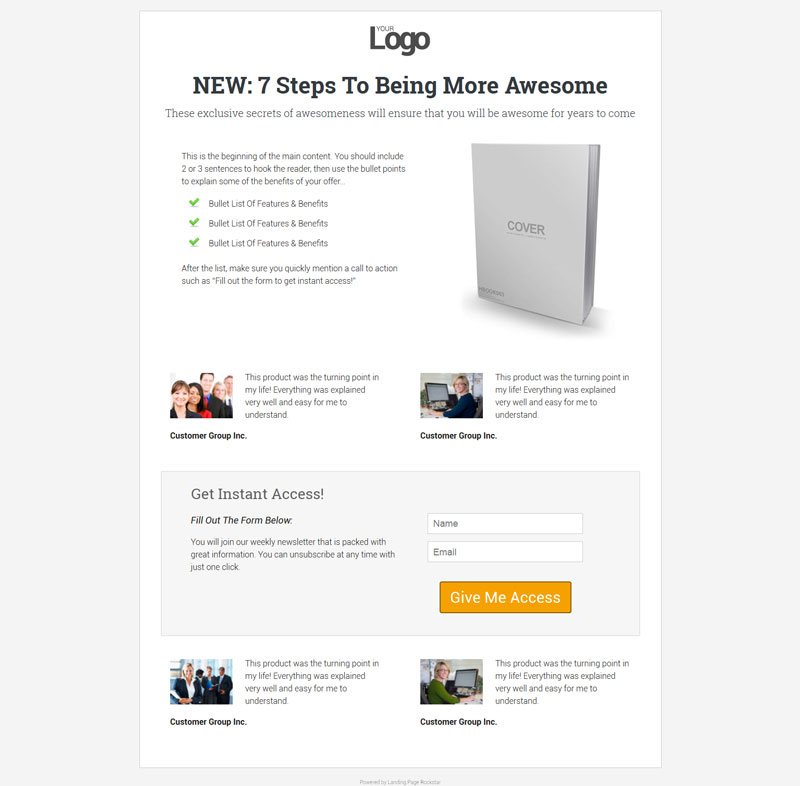 YOUR
Logo
NEW: 7 Steps To Being More Awesome
These exclusive secrets of awesomeness will ensure that you will be awesome for years to come
This is the beginning of the main content. You should include
2 or 3 sentences to hook the reader, then use the bullet points
to explain some of the benefits of your offer...
Bullet List Of Features & Benefits
Bullet List Of Features & Benefits
Bullet List Of Features & Benefits
After the list, make sure you quickly mention a call to action
such as "Fill out the form to get instant access!"
COVER
This product was the turning point in
my life! Everything was explained
very well and easy for me to
understand.
Customer Group Inc.
This product was the turning point in
my life! Everything was explained
very well and easy for me to
understand.
Customer Group Inc.
Get Instant Access!
Fill Out The Form Below:
You will join our weekly newsletter that is packed with
great information. You can unsubscribe at any time with
just one click.
Name
Email
Give Me Access
This product was the turning point in
my life! Everything was explained
very well and easy for me to
understand.
Customer Group Inc.
This product was the turning point in
my life! Everything was explained
very well and easy for me to
understand.
Customer Group Inc.
Powered by Landing Page Rockstar